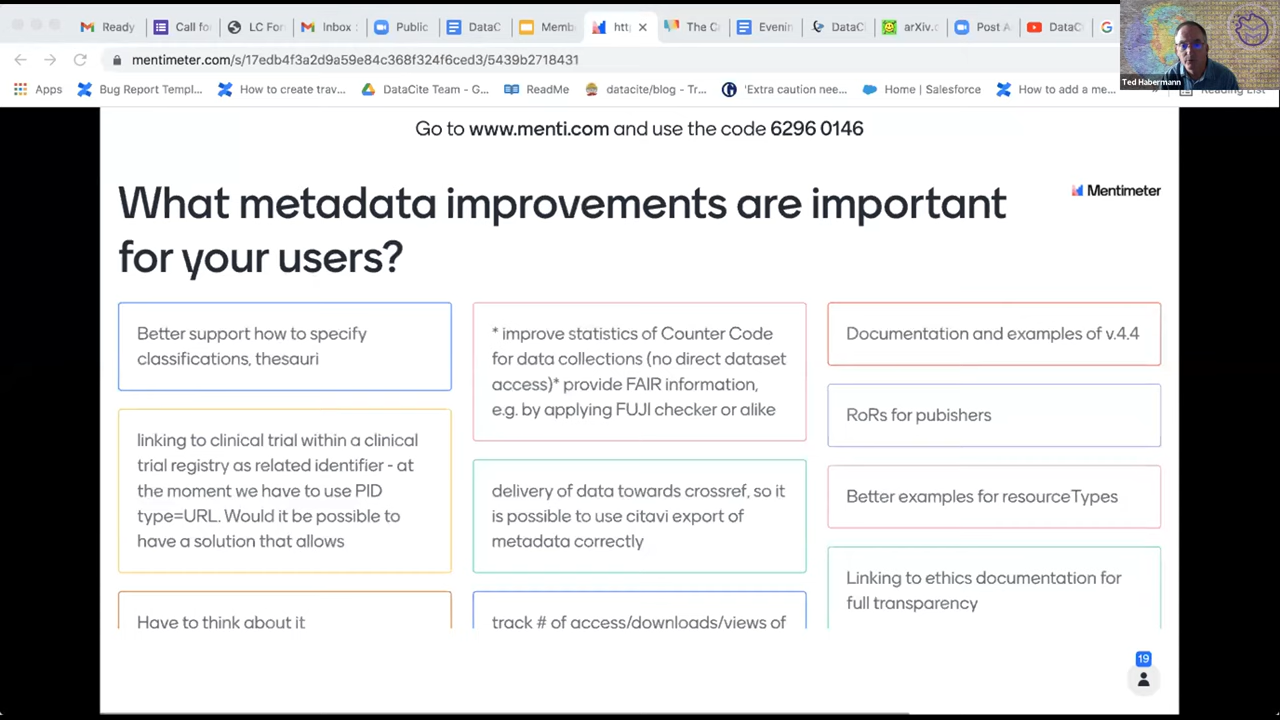 Ready
Call for
LC For
Inbox
Public
DataC
Memb
htt
The G
Evenin
DataC
arXiv.c
Post A
DataC
mentimeter.com/s/17edb4f3a2d9a59e84c368f324f6ced3/5439b2718431
Ted Habermann
Apps
Bug Report Templ...
How to create trav...
DataCite Team - G...
ReadMe
datacite/blog - Tr...
'Extra caution nee...
Home | Salesforce
How to add a me...
»
Reading List
Go to www.menti.com and use the code 6296 0146
What metadata improvements are important
for your users?
Mentimeter
Better support how to specify
classifications, thesauri
linking to clinical trial within a clinical
trial registry as related identifier - at
the moment we have to use PID
type=URL. Would it be possible to
have a solution that allows
Have to think about it
* improve statistics of Counter Code
for data collections (no direct dataset
access)* provide FAIR information,
e.g. by applying FUJI checker or alike
delivery of data towards crossref, so it
is possible to use citavi export of
metadata correctly
track # of access/downloads/views of
Documentation and examples of v.4.4
RoRs for pubishers
Better examples for resourceTypes
Linking to ethics documentation for
full transparency
19